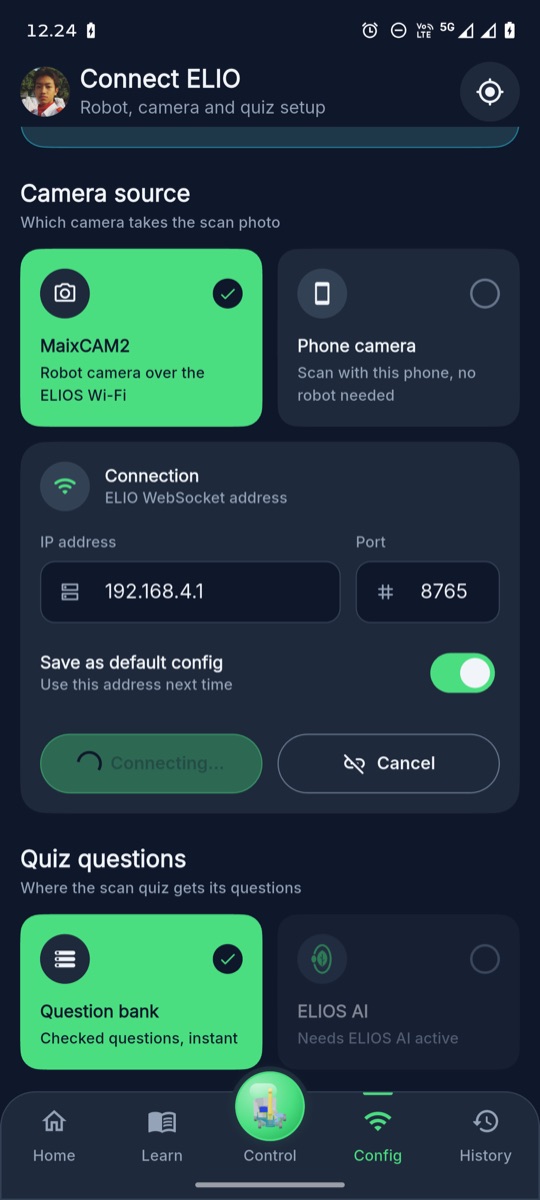 12.24
Vo))
LTE
5G
Connect ELIO
Robot, camera and quiz setup
Camera source
Which camera takes the scan photo
MaixCAM2
Robot camera over the
ELIOS Wi-Fi
Phone camera
Scan with this phone, no
robot needed
Connection
ELIO WebSocket address
IP address
Port
192.168.4.1
# 8765
Save as default config
Use this address next time
Connecting...
Cancel
Quiz questions
Where the scan quiz gets its questions
Question bank
Checked questions, instant
ELIOS AI
Needs ELIOS AI active
Home
Learn
Control
Config
History